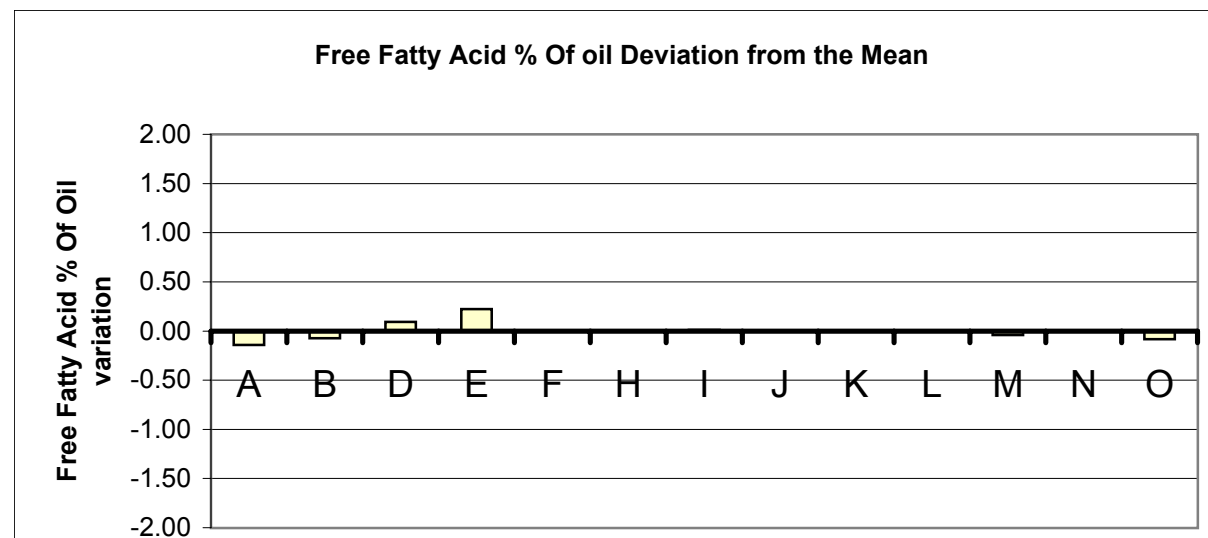 Free Fatty Acid % Of oil Deviation from the Mean
Free Fatty Acid % Of Oil
variation
2.00
1.50
1.00
0.50
0.00
-0.50
-1.00
-1.50
-2.00
A B D E F H I J K L M N O